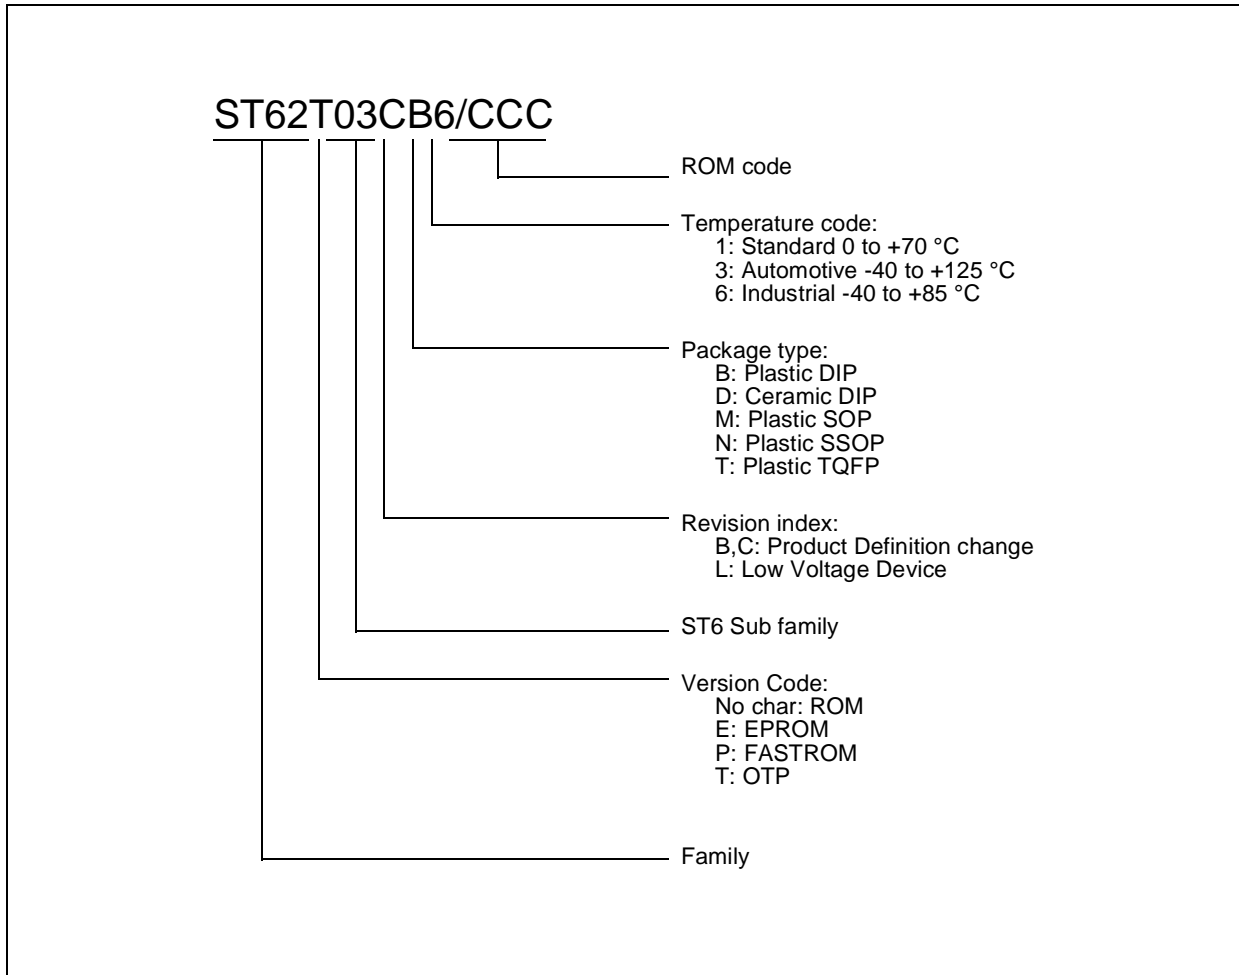 ST62T03CB6/CCC
ROM code
Temperature code:
1: Standard 0 to +70 °C
3: Automotive -40 to +125 °C
6: Industrial -40 to +85 °C
Package type:
B: Plastic DIP
D: Ceramic DIP
M: Plastic SOP
N: Plastic SSOP
T: Plastic TQFP
Revision index:
B,C: Product Definition change
L: Low Voltage Device
ST6 Sub family
Version Code:
No char: ROM
E: EPROM
P: FASTROM
T: OTP
Family